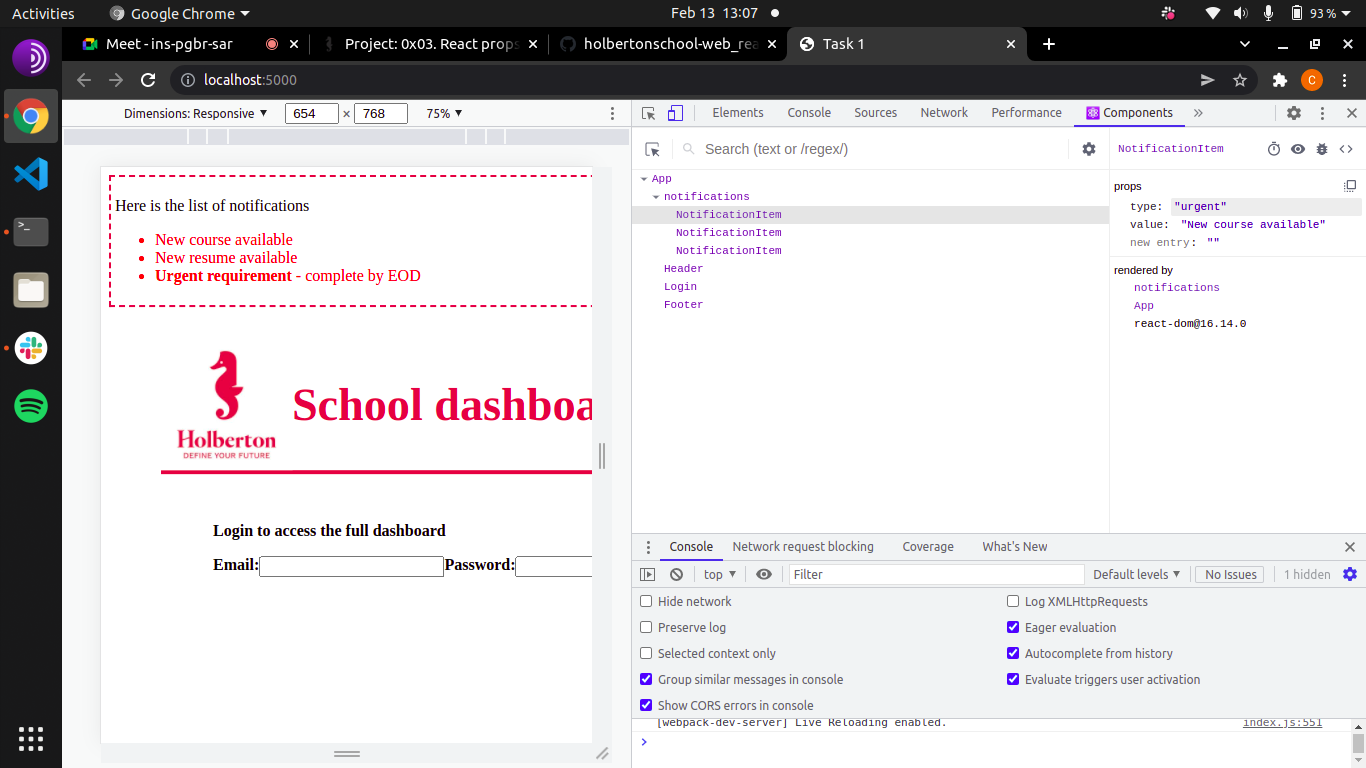 Activities
Google Chrome
Feb 13 13:07
93 %
Meet - ins-pgbr-sar
Project: 0x03. React props
holbertonschool-web_rea
Task 1
localhost:5000
C
Dimensions: Responsive
654 × 768
75%
Elements
Console
Sources
Network
Performance
Components
Search (text or /regex/)
NotificationItem
App
notifications
NotificationItem
NotificationItem
NotificationItem
Header
Login
Footer
props
type: "urgent"
value: "New course available"
new entry: ""
rendered by
notifications
App
react-dom@16.14.0
Here is the list of notifications
New course available
New resume available
Urgent requirement - complete by EOD
Holberton
DEFINE YOUR FUTURE
School dashboa
Login to access the full dashboard
Email:
Password:
Console
Network request blocking
Coverage
What's New
top
Filter
Default levels
No Issues
1 hidden
Hide network
Log XMLHttpRequests
Preserve log
Eager evaluation
Selected context only
Autocomplete from history
Group similar messages in console
Evaluate triggers user activation
Show CORS errors in console
[webpack-dev-server] Live Reloading enabled.
index.js:551